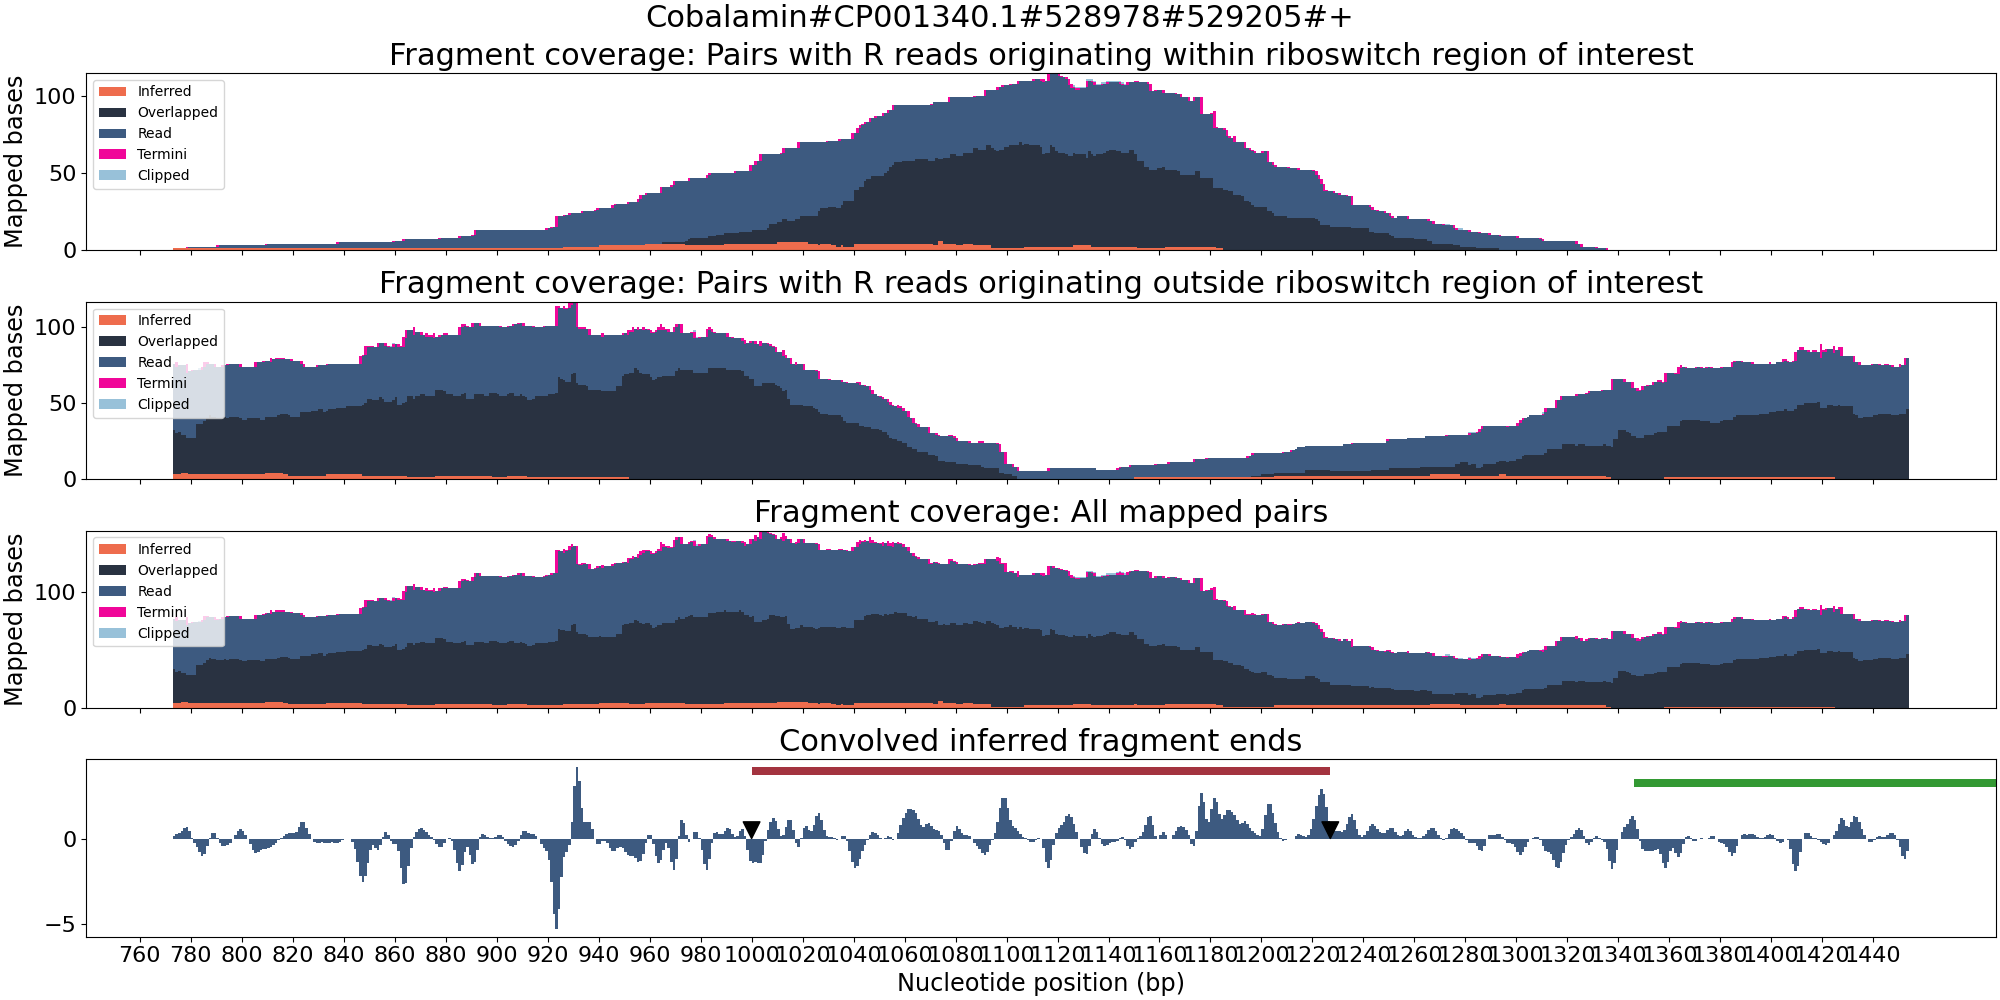 Cobalamin#CP001340.1#528978#529205#+
Fragment coverage: Pairs with R reads originating within riboswitch region of interest
Mapped bases
100
50
0
Inferred
Overlapped
Read
Termini
Clipped
Fragment coverage: Pairs with R reads originating outside riboswitch region of interest
Mapped bases
100
50
0
Inferred
Overlapped
Read
Termini
Clipped
Fragment coverage: All mapped pairs
Mapped bases
100
0
Inferred
Overlapped
Read
Termini
Clipped
Convolved inferred fragment ends
0
−5
760 780 800 820 840 860 880 900 920 940 960 980 1000 1020 1040 1060 1080 1100 1120 1140 1160 1180 1200 1220 1240 1260 1280 1300 1320 1340 1360 1380 1400 1420 1440
Nucleotide position (bp)